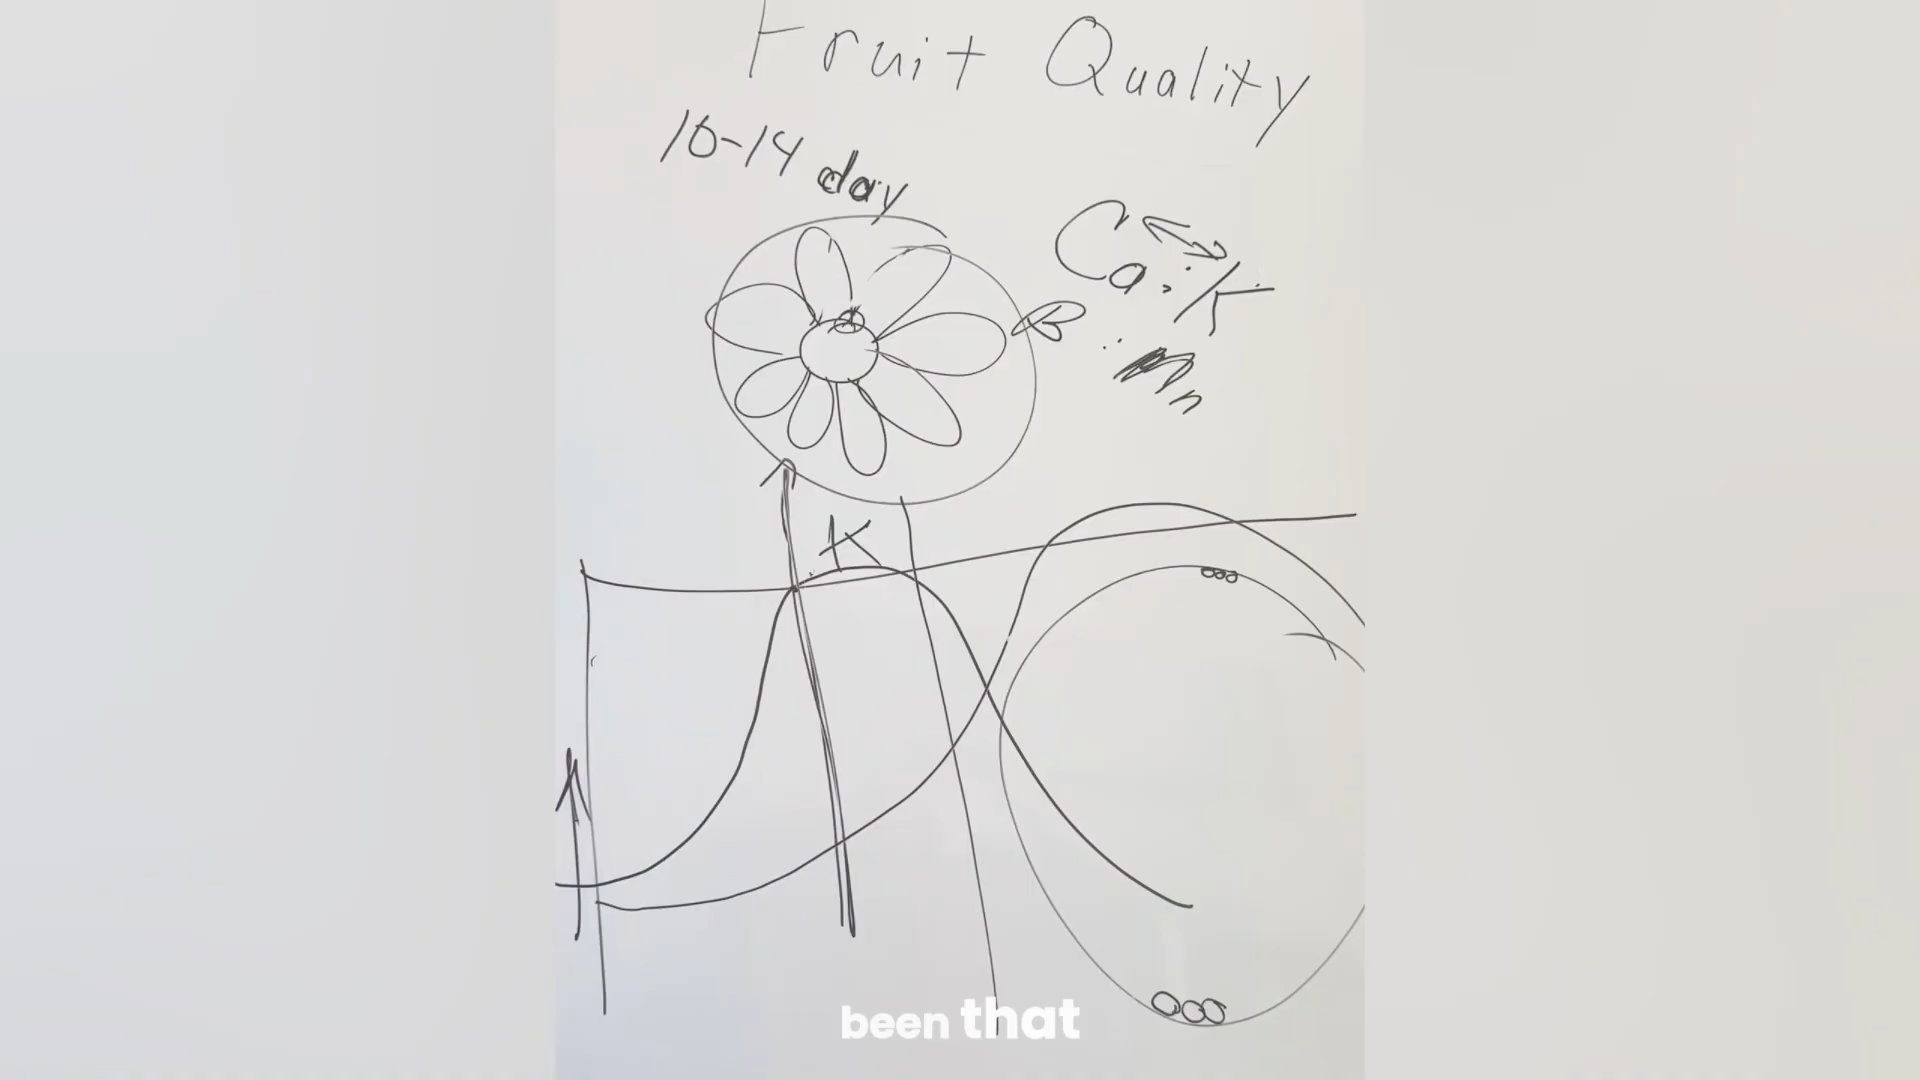 Fruit Quality
10-14 day
Ca : K
Mn
K
been that